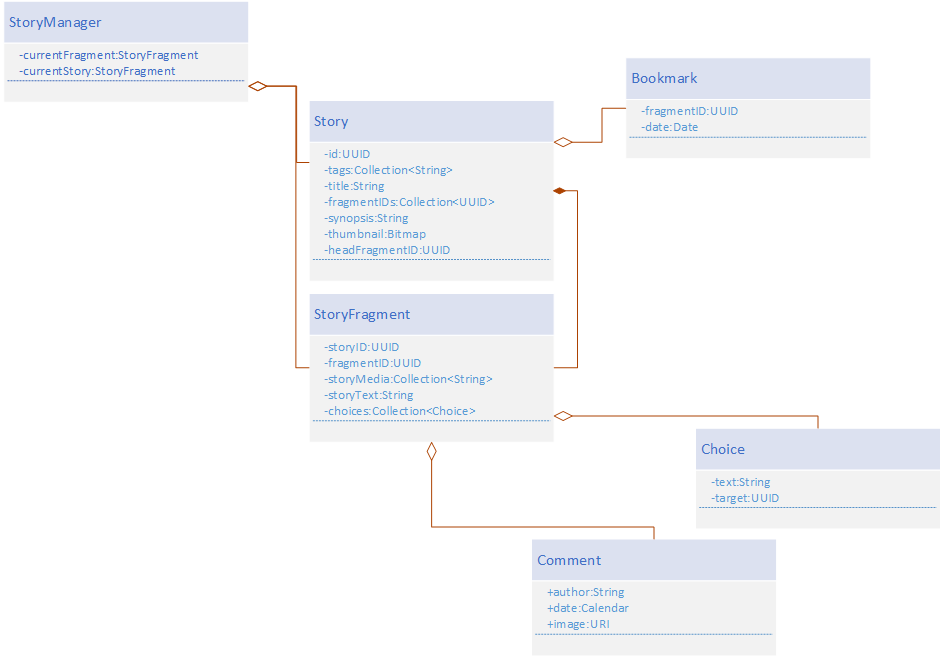 StoryManager
-currentFragment:StoryFragment
-currentStory:StoryFragment
Bookmark
-fragmentID:UUID
-date:Date
Story
-id:UUID
-tags:Collection<String>
-title:String
-fragmentIDs:Collection<UUID>
-synopsis:String
-thumbnail:Bitmap
-headFragmentID:UUID
StoryFragment
-storyID:UUID
-fragmentID:UUID
-storyMedia:Collection<String>
-storyText:String
-choices:Collection<Choice>
Choice
-text:String
-target:UUID
Comment
+author:String
+date:Calendar
+image:URI